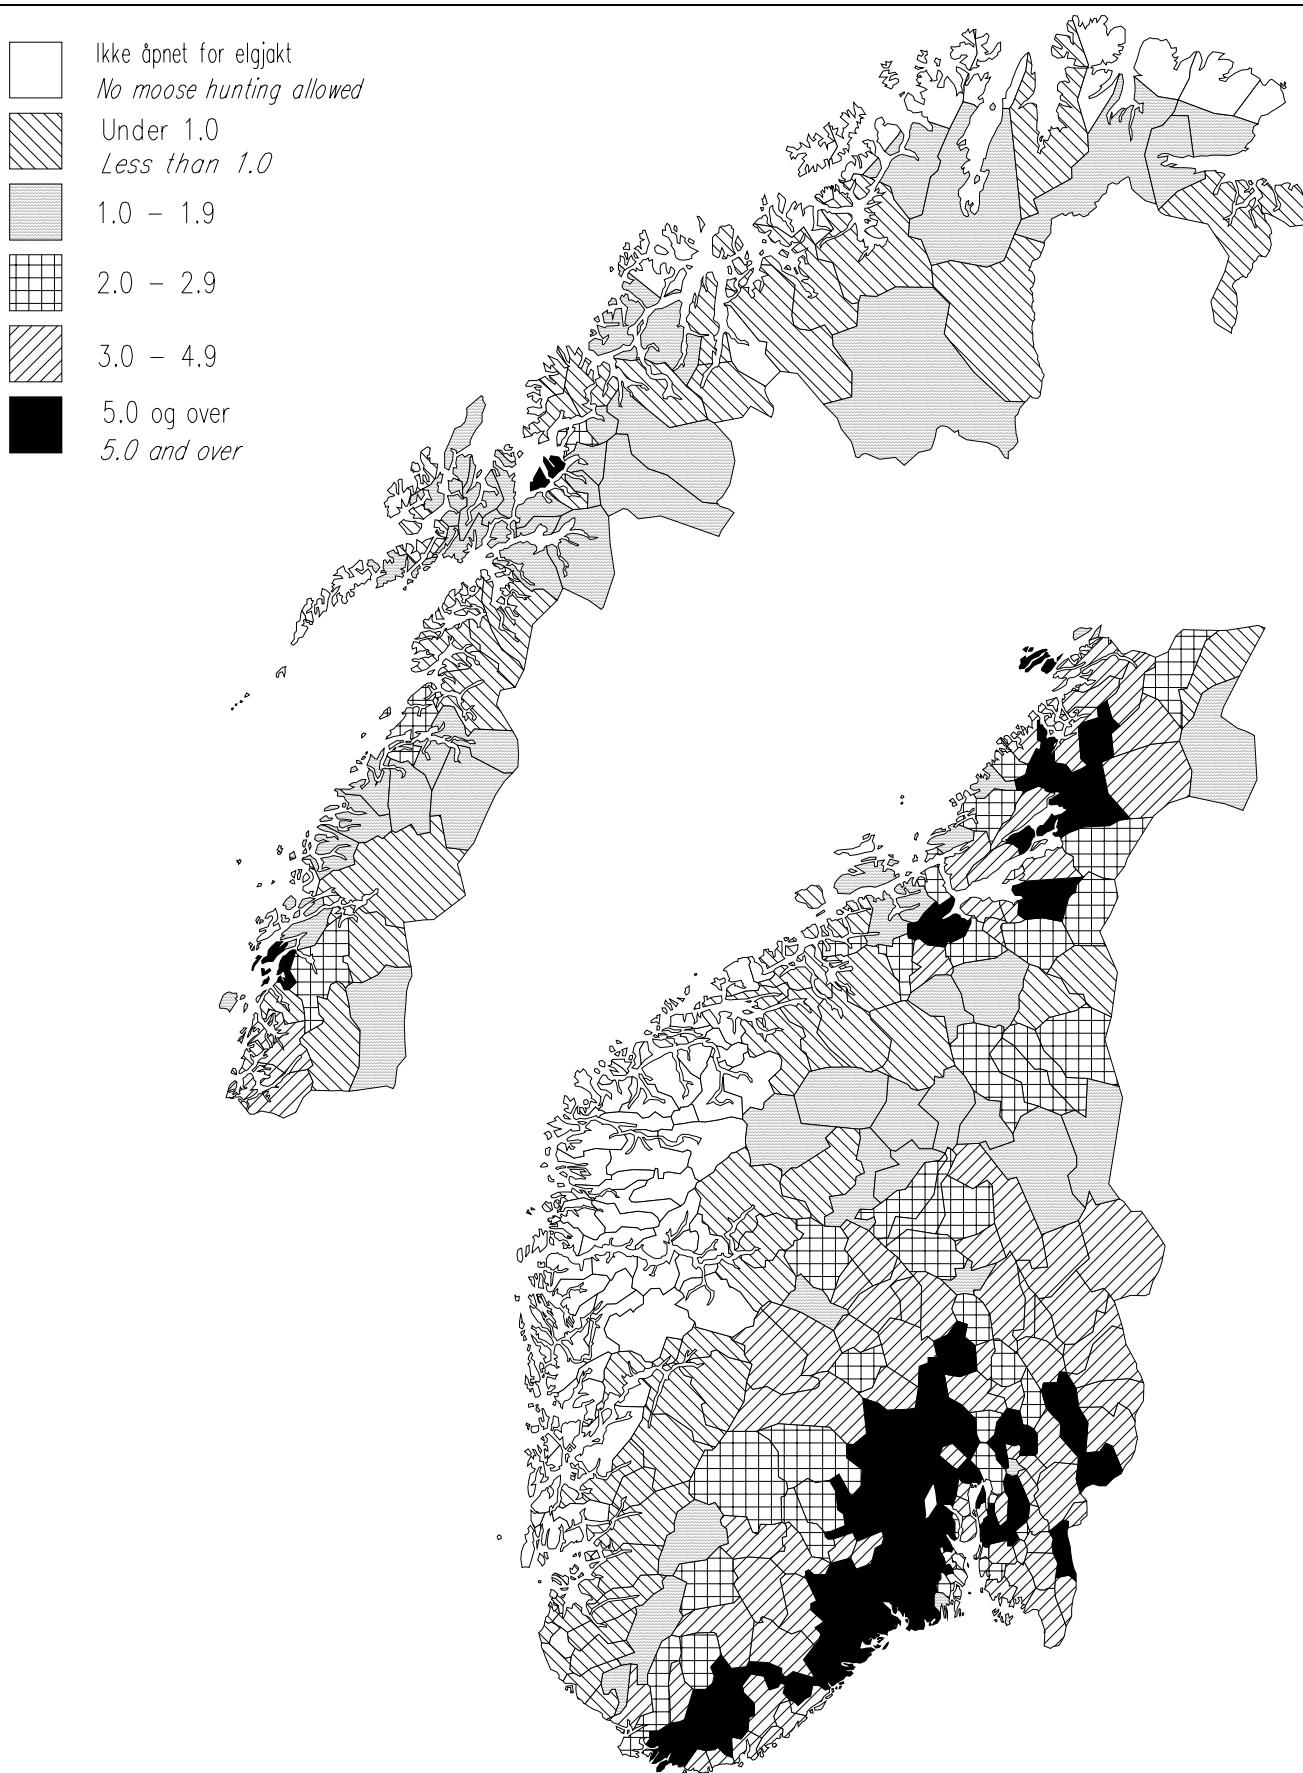 Ikke åpnet for elgjakt
No moose hunting allowed
Under 1.0
Less than 1.0
1.0 – 1.9
2.0 – 2.9
3.0 – 4.9
5.0 og over
5.0 and over